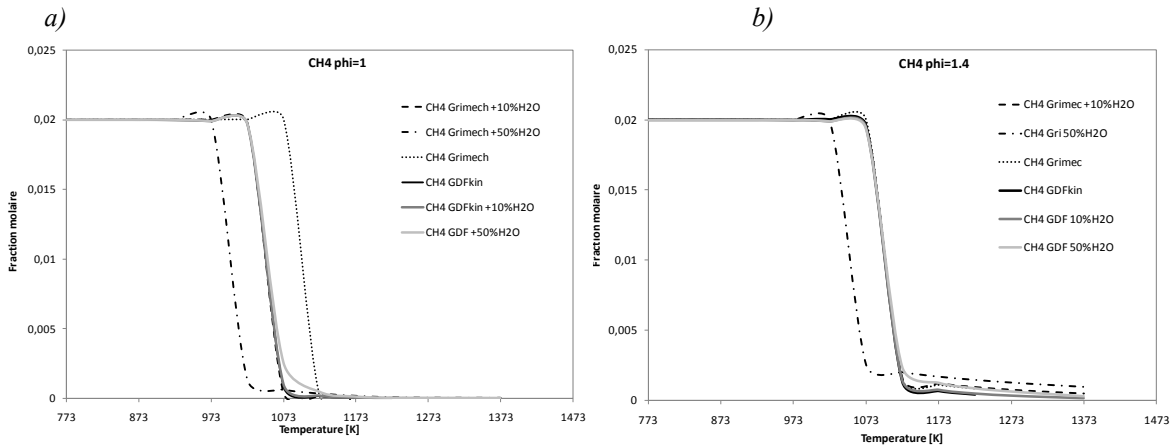 a)
CH4 phi=1
Fraction molaire
0,025
0,02
0,015
0,01
0,005
0
773
873
973
1073
1173
1273
1373
1473
Temperature [K]
CH4 Grimech +10%H2O
CH4 Grimech +50%H2O
CH4 Grimech
CH4 GDFkin
CH4 GDFkin +10%H2O
CH4 GDF +50%H2O
b)
CH4 phi=1.4
Fraction molaire
0,025
0,02
0,015
0,01
0,005
0
773
873
973
1073
1173
1273
1373
1473
Temperature [K]
CH4 Grimec +10%H2O
CH4 Gri 50%H2O
CH4 Grimec
CH4 GDFkin
CH4 GDF 10%H2O
CH4 GDF 50%H2O